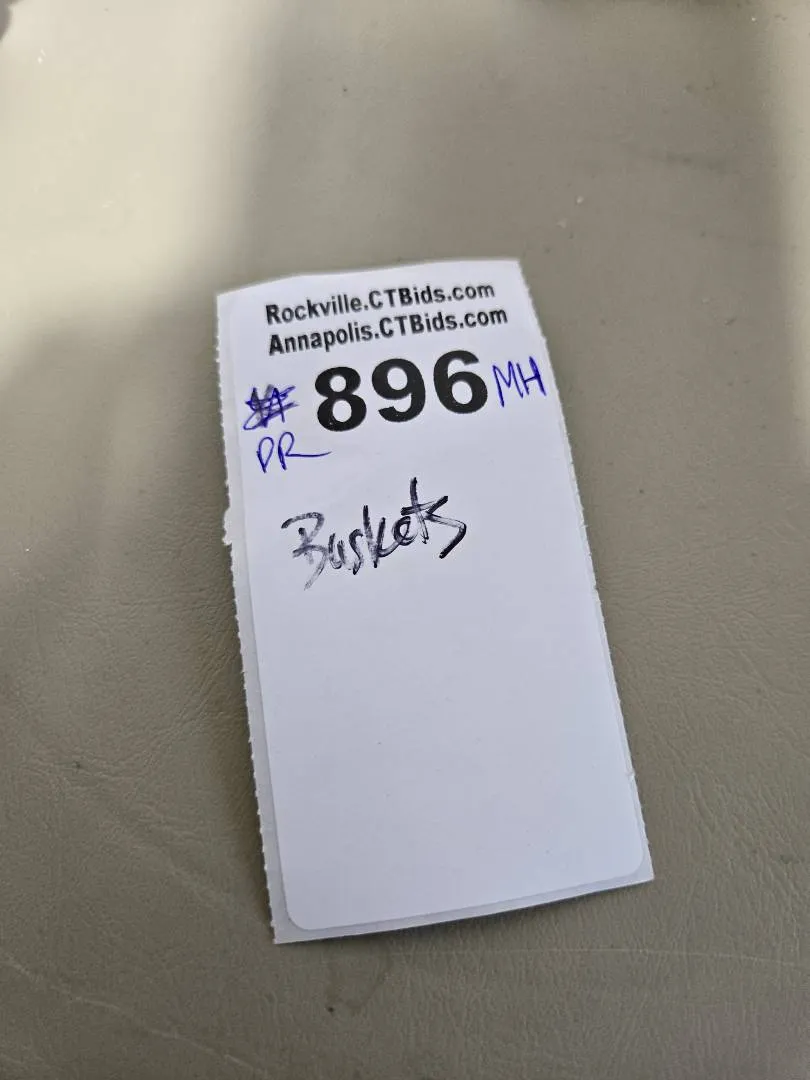 Rockville.CTBids.com
Annapolis.CTBids.com
896 MH
PR
Baskets